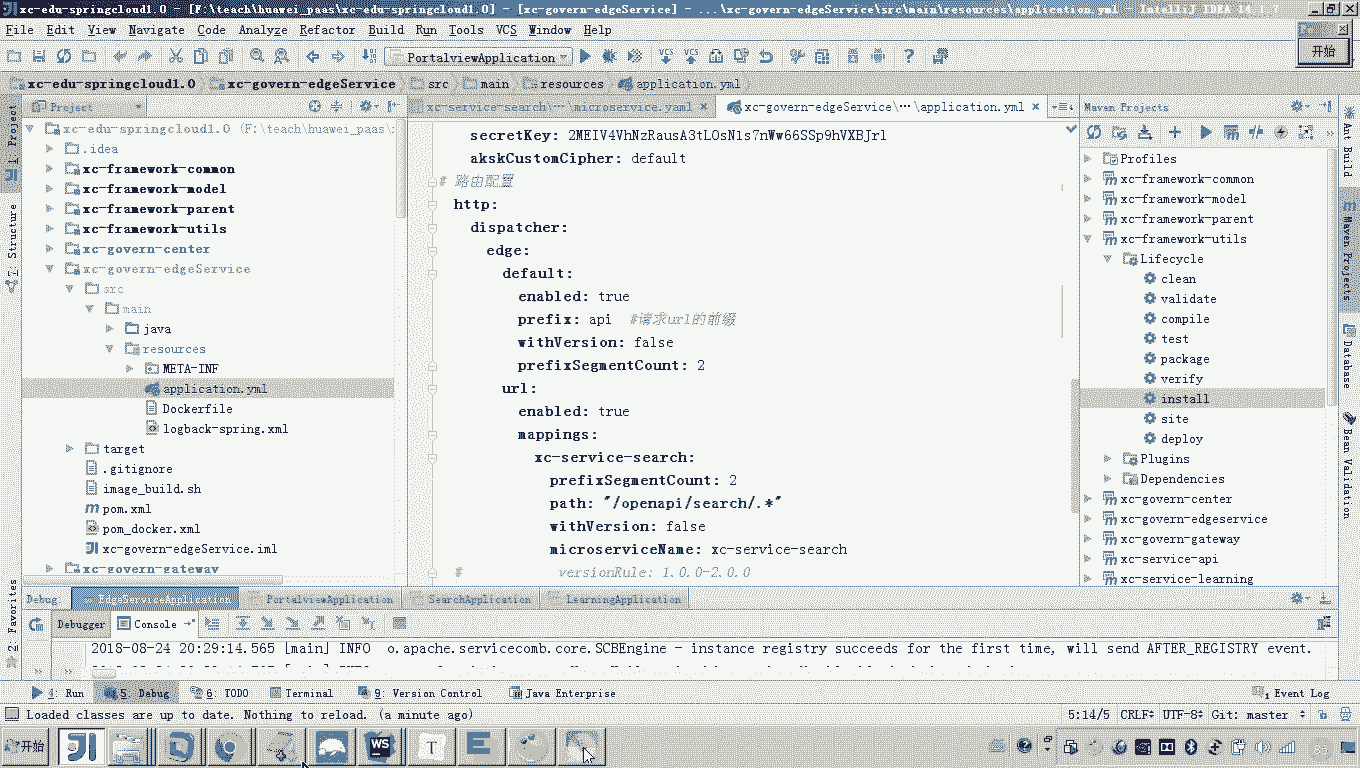 xc-edu-springcloud1.0 - [F:\teach\huawei_paas\xc-edu-springcloud1.0] - [xc-govern-edgeService] - ...\xc-govern-edgeService\src\main\resources\application.yml - IntelliJ IDEA 14.1.7
File Edit View Navigate Code Analyze Refactor Build Run Tools VCS Window Help
开始
PortalviewApplication
xc-edu-springcloud1.0 xc-govern-edgeService src main resources application.yml
Project
xc-service-search\...\microservice.yaml
xc-govern-edgeService\...\application.yml
Maven Projects
xc-edu-springcloud1.0 (F:\teach\huawei_paas\
.idea
xc-framework-common
xc-framework-model
xc-framework-parent
xc-framework-utils
xc-govern-center
xc-govern-edgeService
src
main
java
resources
META-INF
application.yml
Dockerfile
logback-spring.xml
target
.gitignore
image_build.sh
pom.xml
pom_docker.xml
xc-govern-edgeService.iml
xc-govern-gateway
secretKey: 2MEIV4VhNzRausA3tLOsN1s7nWw66SSp9hVXBJrl
akskCustomCipher: default
# 路由配置
http:
dispatcher:
edge:
default:
enabled: true
prefix: api #请求url的前缀
withVersion: false
prefixSegmentCount: 2
url:
enabled: true
mappings:
xc-service-search:
prefixSegmentCount: 2
path: "/openapi/search/.*"
withVersion: false
microserviceName: xc-service-search
# versionRule: 1.0.0-2.0.0
Profiles
xc-framework-common
xc-framework-model
xc-framework-parent
xc-framework-utils
Lifecycle
clean
validate
compile
test
package
verify
install
site
deploy
Plugins
Dependencies
xc-govern-center
xc-govern-edgeservice
xc-govern-gateway
xc-service-api
xc-service-learning
1: Project
7: Structure
2: Favorites
Ant Build
Maven Projects
Database
Bean Validation
Debug: EdgeServiceApplication PortalviewApplication SearchApplication LearningApplication
Debugger Console
2018-08-24 20:29:14.565 [main] INFO o.apache.servicecomb.core.SCBEngine - instance registry succeeds for the first time, will send AFTER_REGISTRY event.
4: Run 5: Debug 6: TODO Terminal 9: Version Control Java Enterprise 1 Event Log
Loaded classes are up to date. Nothing to reload. (a minute ago) 5:14/5 CRLF UTF-8 Git: master
开始